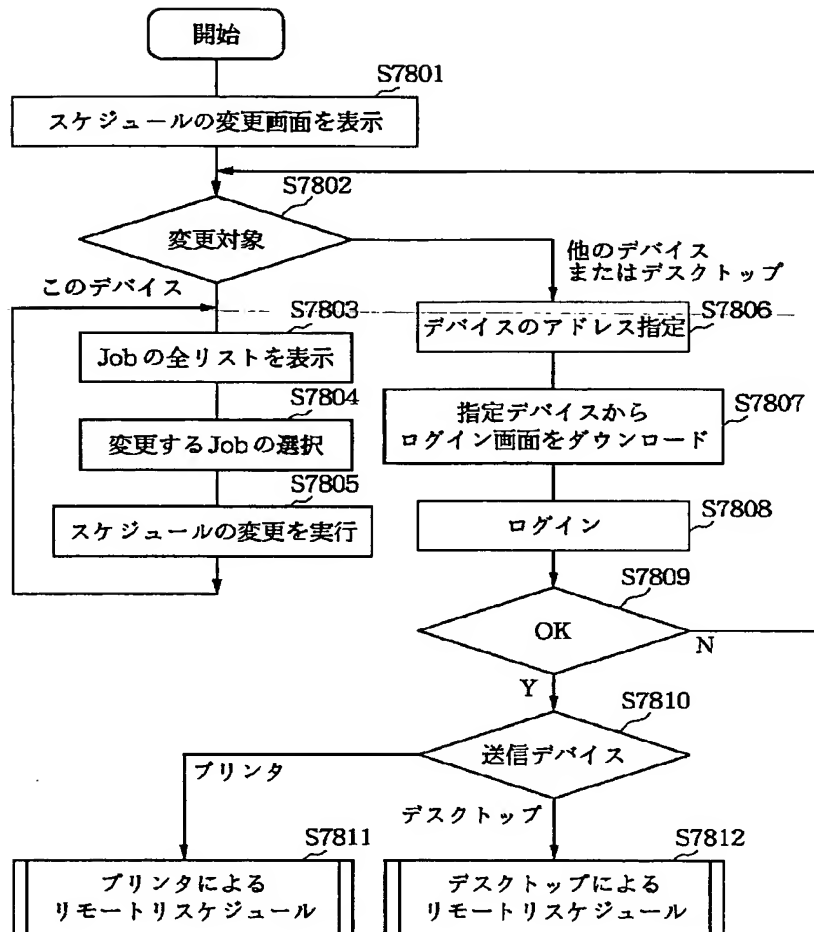 開始
S7801
スケジュールの変更画面を表示
S7802
変更対象
他のデバイス
またはデスクトップ
このデバイス
S7803
Jobの全リストを表示
S7804
変更するJobの選択
S7805
スケジュールの変更を実行
S7806
デバイスのアドレス指定
S7807
指定デバイスから
ログイン画面をダウンロード
S7808
ログイン
S7809
OK
N
Y
S7810
送信デバイス
プリンタ
デスクトップ
S7811
プリンタによる
リモートリスケジュール
S7812
デスクトップによる
リモートリスケジュール